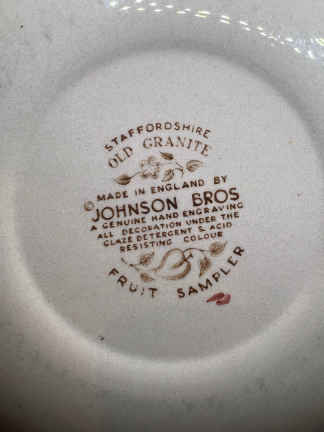 STAFFORDSHIRE
OLD GRANITE
MADE IN ENGLAND BY
©JOHNSON BROS
A GENUINE HAND ENGRAVING
ALL DECORATION UNDER THE
GLAZE DETERGENT & ACID
RESISTING COLOUR
FRUIT SAMPLER